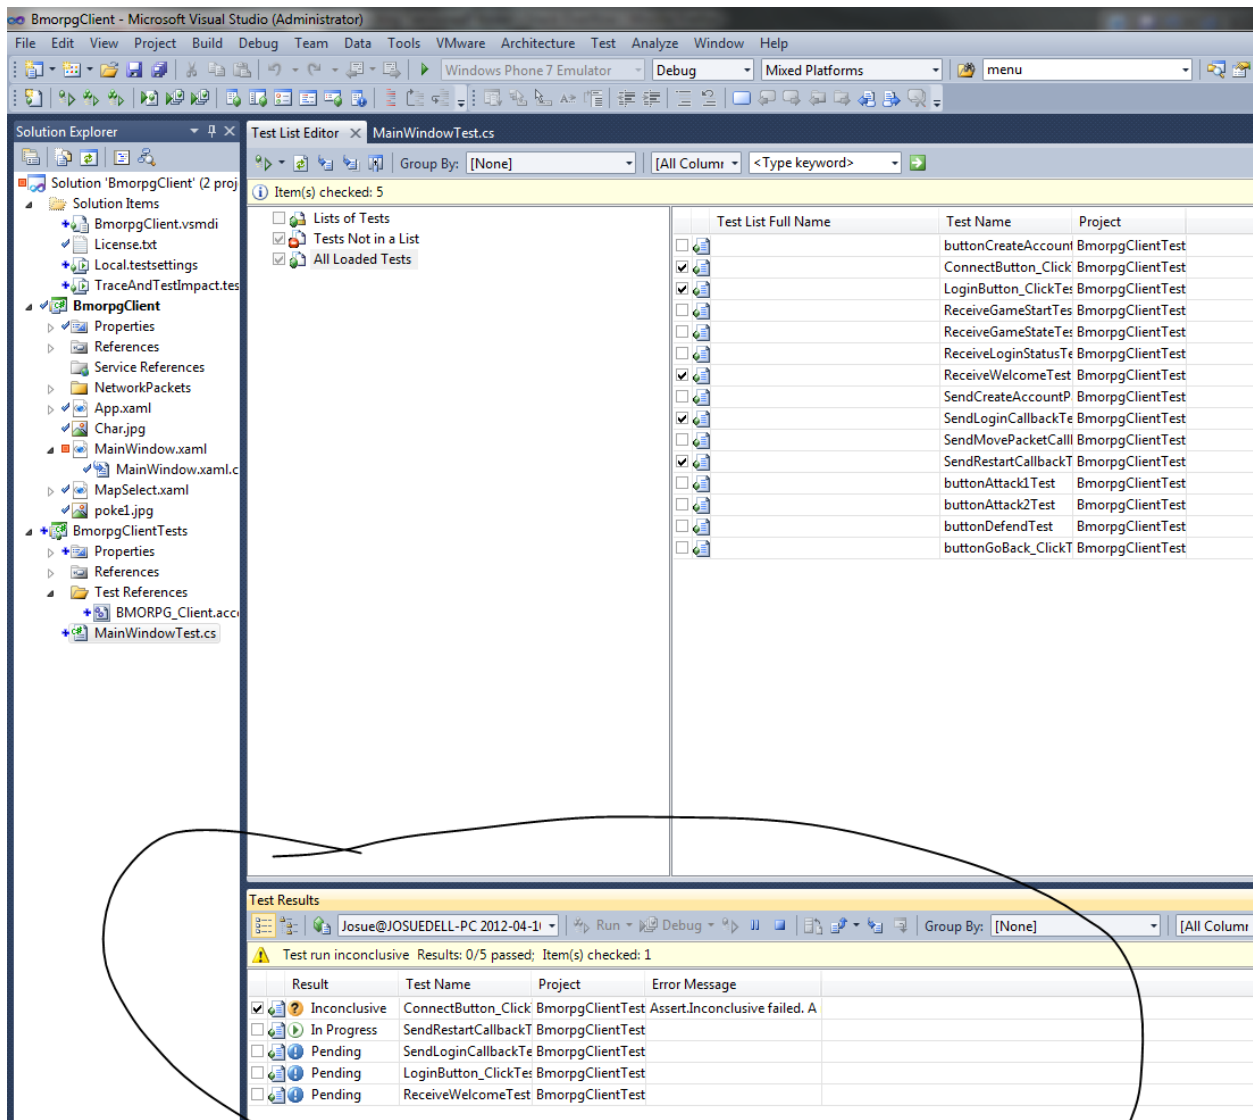 BmorpgClient - Microsoft Visual Studio (Administrator)
File Edit View Project Build Debug Team Data Tools VMware Architecture Test Analyze Window Help
Windows Phone 7 Emulator Debug Mixed Platforms menu
Solution Explorer
Solution 'BmorpgClient' (2 proj
Solution Items
BmorpgClient.vsmdi
License.txt
Local.testsettings
TraceAndTestImpact.tes
BmorpgClient
Properties
References
Service References
NetworkPackets
App.xaml
Char.jpg
MainWindow.xaml
MainWindow.xaml.c
MapSelect.xaml
poke1.jpg
BmorpgClientTests
Properties
References
Test References
BMORPG_Client.acc
MainWindowTest.cs
Test List Editor MainWindowTest.cs
Group By: [None] [All Colum <Type keyword>
Item(s) checked: 5
Lists of Tests
Tests Not in a List
All Loaded Tests
Test List Full Name Test Name Project
buttonCreateAccount BmorpgClientTest
ConnectButton_Click BmorpgClientTest
LoginButton_ClickTes BmorpgClientTest
ReceiveGameStartTes BmorpgClientTest
ReceiveGameStateTes BmorpgClientTest
ReceiveLoginStatusTe BmorpgClientTest
ReceiveWelcomeTest BmorpgClientTest
SendCreateAccountP BmorpgClientTest
SendLoginCallbackTe BmorpgClientTest
SendMovePacketCall BmorpgClientTest
SendRestartCallbackT BmorpgClientTest
buttonAttack1Test BmorpgClientTest
buttonAttack2Test BmorpgClientTest
buttonDefendTest BmorpgClientTest
buttonGoBack_ClickT BmorpgClientTest
Test Results
Josue@JOSUEDELL-PC 2012-04-1 Run Debug Group By: [None] [All Colum
Test run inconclusive Results: 0/5 passed; Item(s) checked: 1
Result Test Name Project Error Message
Inconclusive ConnectButton_Click BmorpgClientTest Assert.Inconclusive failed. A
In Progress SendRestartCallbackT BmorpgClientTest
Pending SendLoginCallbackTe BmorpgClientTest
Pending LoginButton_ClickTes BmorpgClientTest
Pending ReceiveWelcomeTest BmorpgClientTest